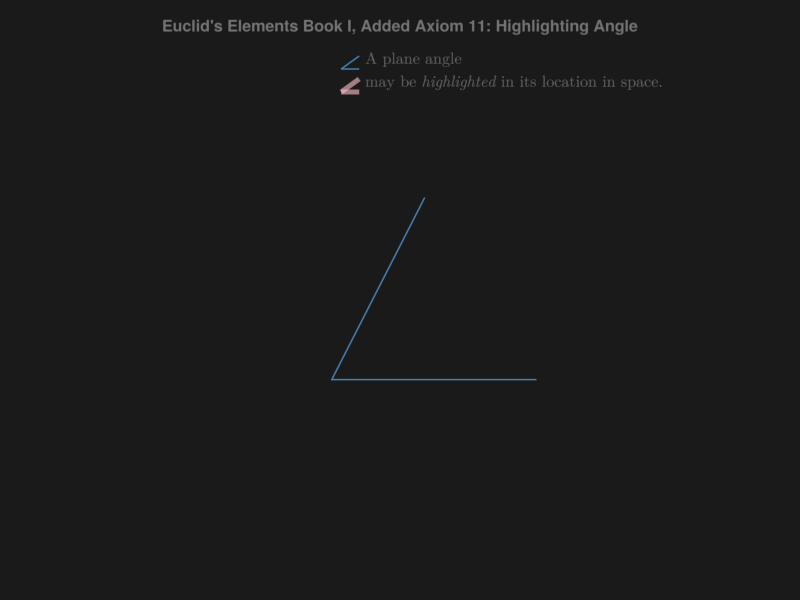 Euclid's Elements Book I, Added Axiom 11: Highlighting Angle
A plane angle
may be highlighted in its location in space.